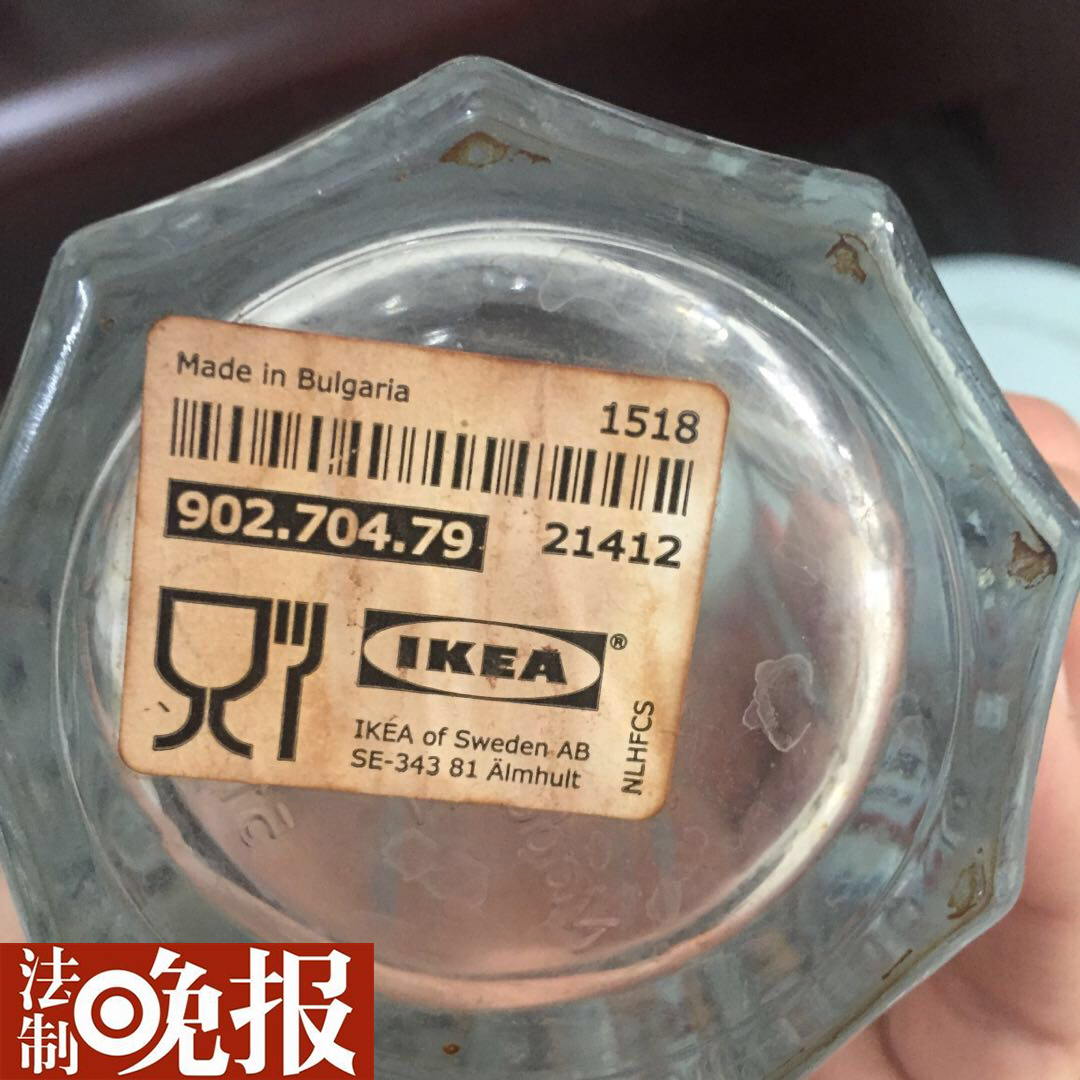 Made in Bulgaria
1518
902.704.79
21412
IKEA®
IKEA of Sweden AB
SE-343 81 Älmhult
NLHFCS
法制晚报